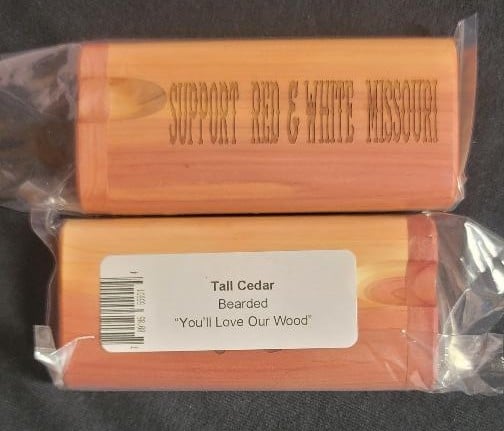 SUPPORT RED & WHITE MISSOURI
Tall Cedar
Bearded
“You'll Love Our Wood”